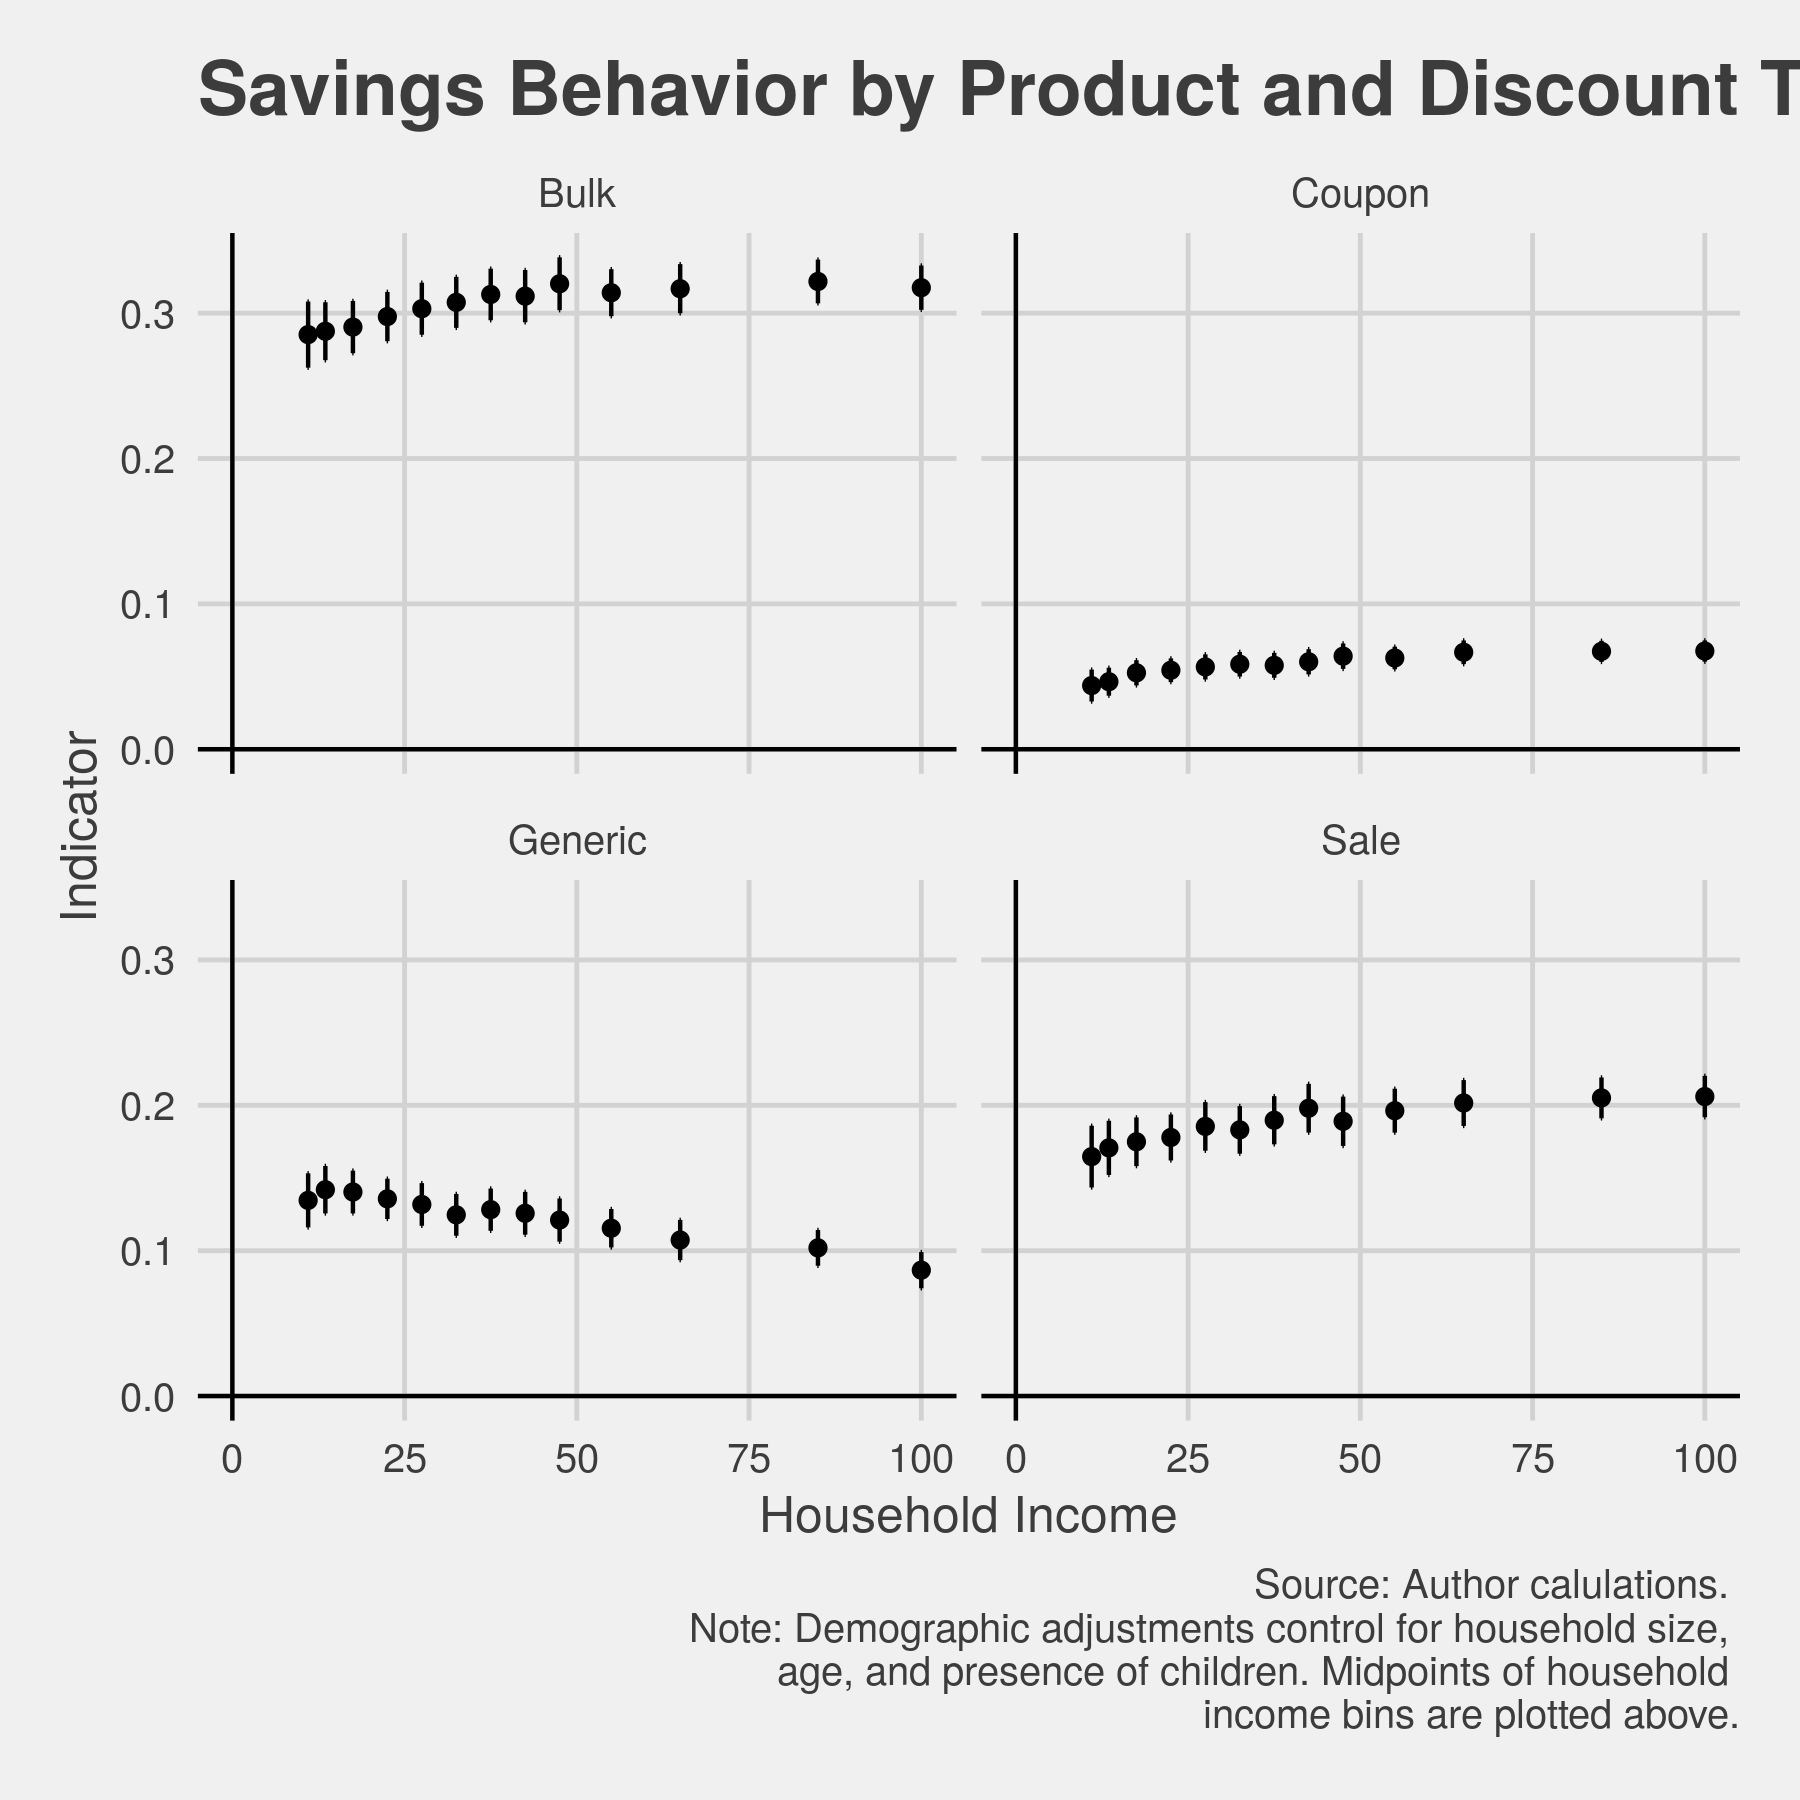 Savings Behavior by Product and Discount T
Bulk
Coupon
0.3
0.2
0.1
0.0
Indicator
Generic
Sale
0.3
0.2
0.1
0.0
0 25 50 75 100 0 25 50 75 100
Household Income
Source: Author calulations.
Note: Demographic adjustments control for household size,
age, and presence of children. Midpoints of household
income bins are plotted above.